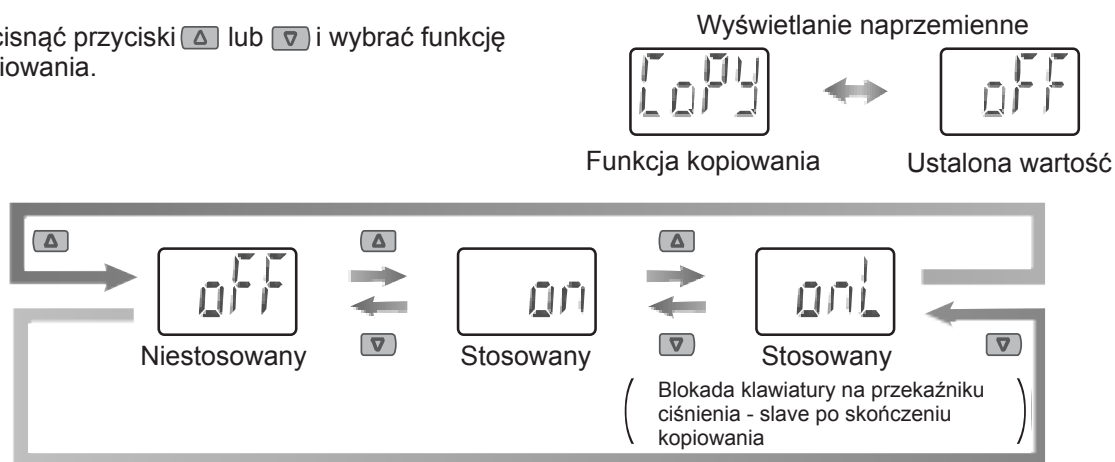 cisnąć przyciski lub i wybrać funkcję
iowania.
Wyświetlanie naprzemienne
CoPy
oFF
Funkcja kopiowania
Ustalona wartość
oFF
on
onL
Niestosowany
Stosowany
Stosowany
Blokada klawiatury na przekaźniku
ciśnienia - slave po skończeniu
kopiowania